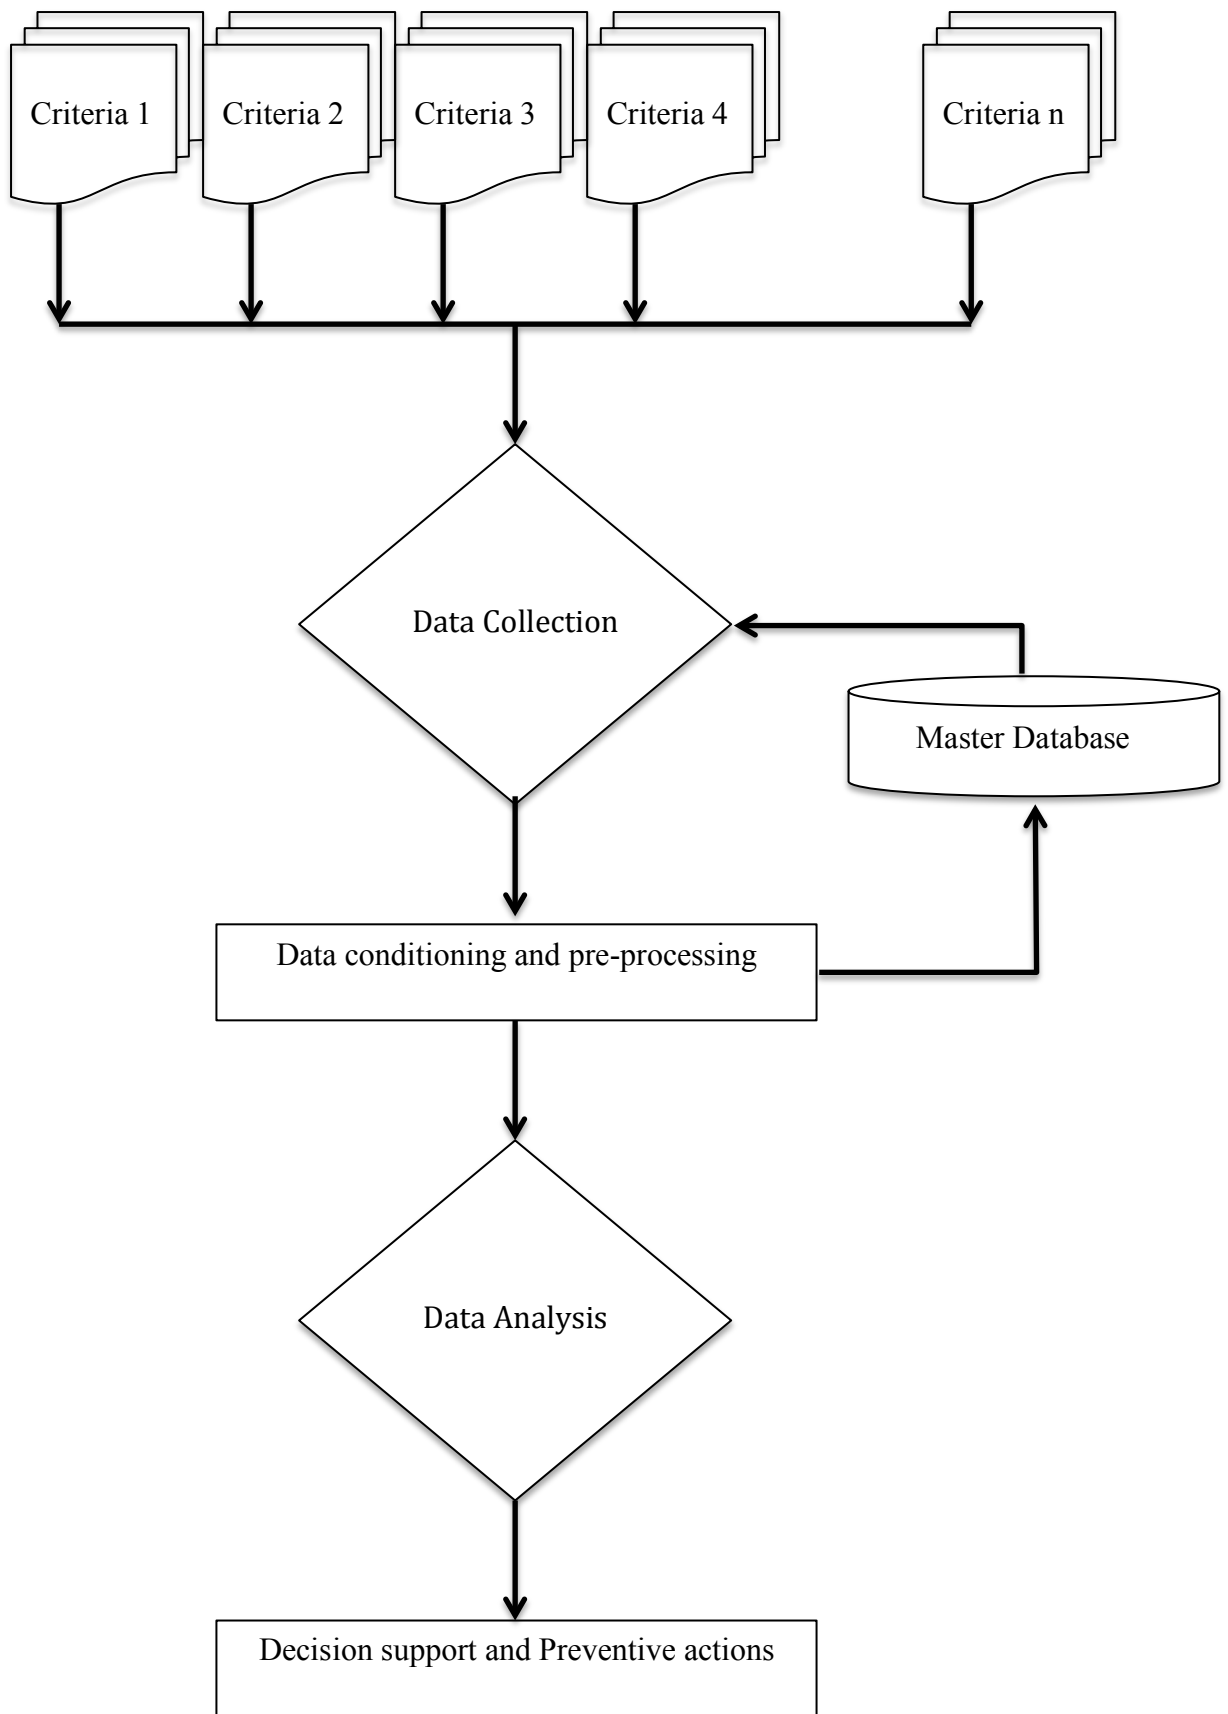 Criteria 1
Criteria 2
Criteria 3
Criteria 4
Criteria n
Data Collection
Master Database
Data conditioning and pre-processing
Data Analysis
Decision support and Preventive actions